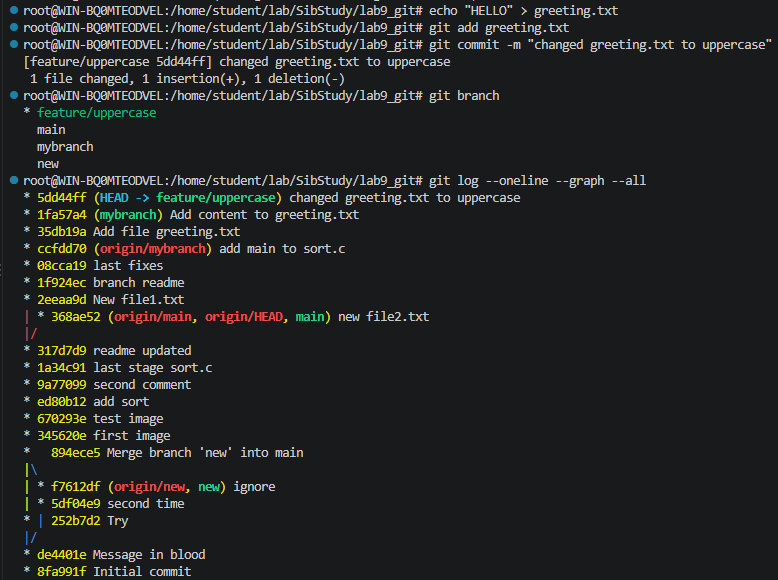 root@WIN-BQ0MTEODVEL:/home/student/lab/SibStudy/lab9_git# echo "HELLO" > greeting.txt
root@WIN-BQ0MTEODVEL:/home/student/lab/SibStudy/lab9_git# git add greeting.txt
root@WIN-BQ0MTEODVEL:/home/student/lab/SibStudy/lab9_git# git commit -m "changed greeting.txt to uppercase"
[feature/uppercase 5dd44ff] changed greeting.txt to uppercase
 1 file changed, 1 insertion(+), 1 deletion(-)
root@WIN-BQ0MTEODVEL:/home/student/lab/SibStudy/lab9_git# git branch
* feature/uppercase
  main
  mybranch
  new
root@WIN-BQ0MTEODVEL:/home/student/lab/SibStudy/lab9_git# git log --oneline --graph --all
* 5dd44ff (HEAD -> feature/uppercase) changed greeting.txt to uppercase
* 1fa57a4 (mybranch) Add content to greeting.txt
* 35db19a Add file greeting.txt
* ccfdd70 (origin/mybranch) add main to sort.c
* 08cca19 last fixes
* 1f924ec branch readme
* 2eeaa9d New file1.txt
| * 368ae52 (origin/main, origin/HEAD, main) new file2.txt
|/
* 317d7d9 readme updated
* 1a34c91 last stage sort.c
* 9a77099 second comment
* ed80b12 add sort
* 670293e test image
* 345620e first image
*   894ece5 Merge branch 'new' into main
|\
| * f7612df (origin/new, new) ignore
| * 5df04e9 second time
* | 252b7d2 Try
|/
* de4401e Message in blood
* 8fa991f Initial commit